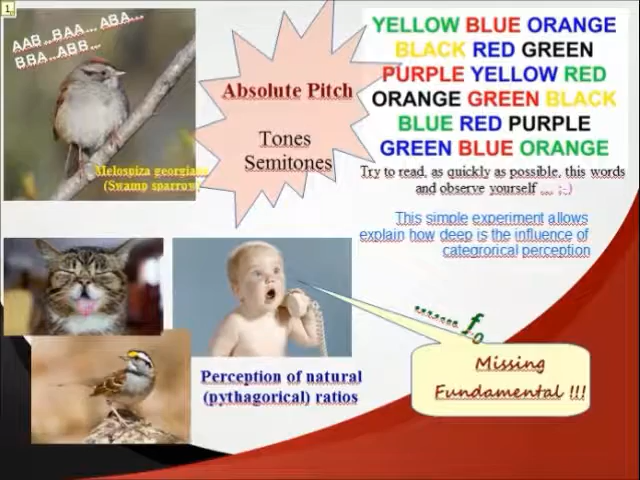 1
AAB...BAA... ABA...
BBA..ABB...
Melospiza georgiana
(Swamp sparrow)
Absolute Pitch
Tones
Semitones
YELLOW BLUE ORANGE
BLACK RED GREEN
PURPLE YELLOW RED
ORANGE GREEN BLACK
BLUE RED PURPLE
GREEN BLUE ORANGE
Try to read, as quickly as possible, this words
and observe yourself ... ;-)
This simple experiment allows
explain how deep is the influence of
categrorical perception
Perception of natural
(pythagorical) ratios
....... f0
Missing
Fundamental !!!